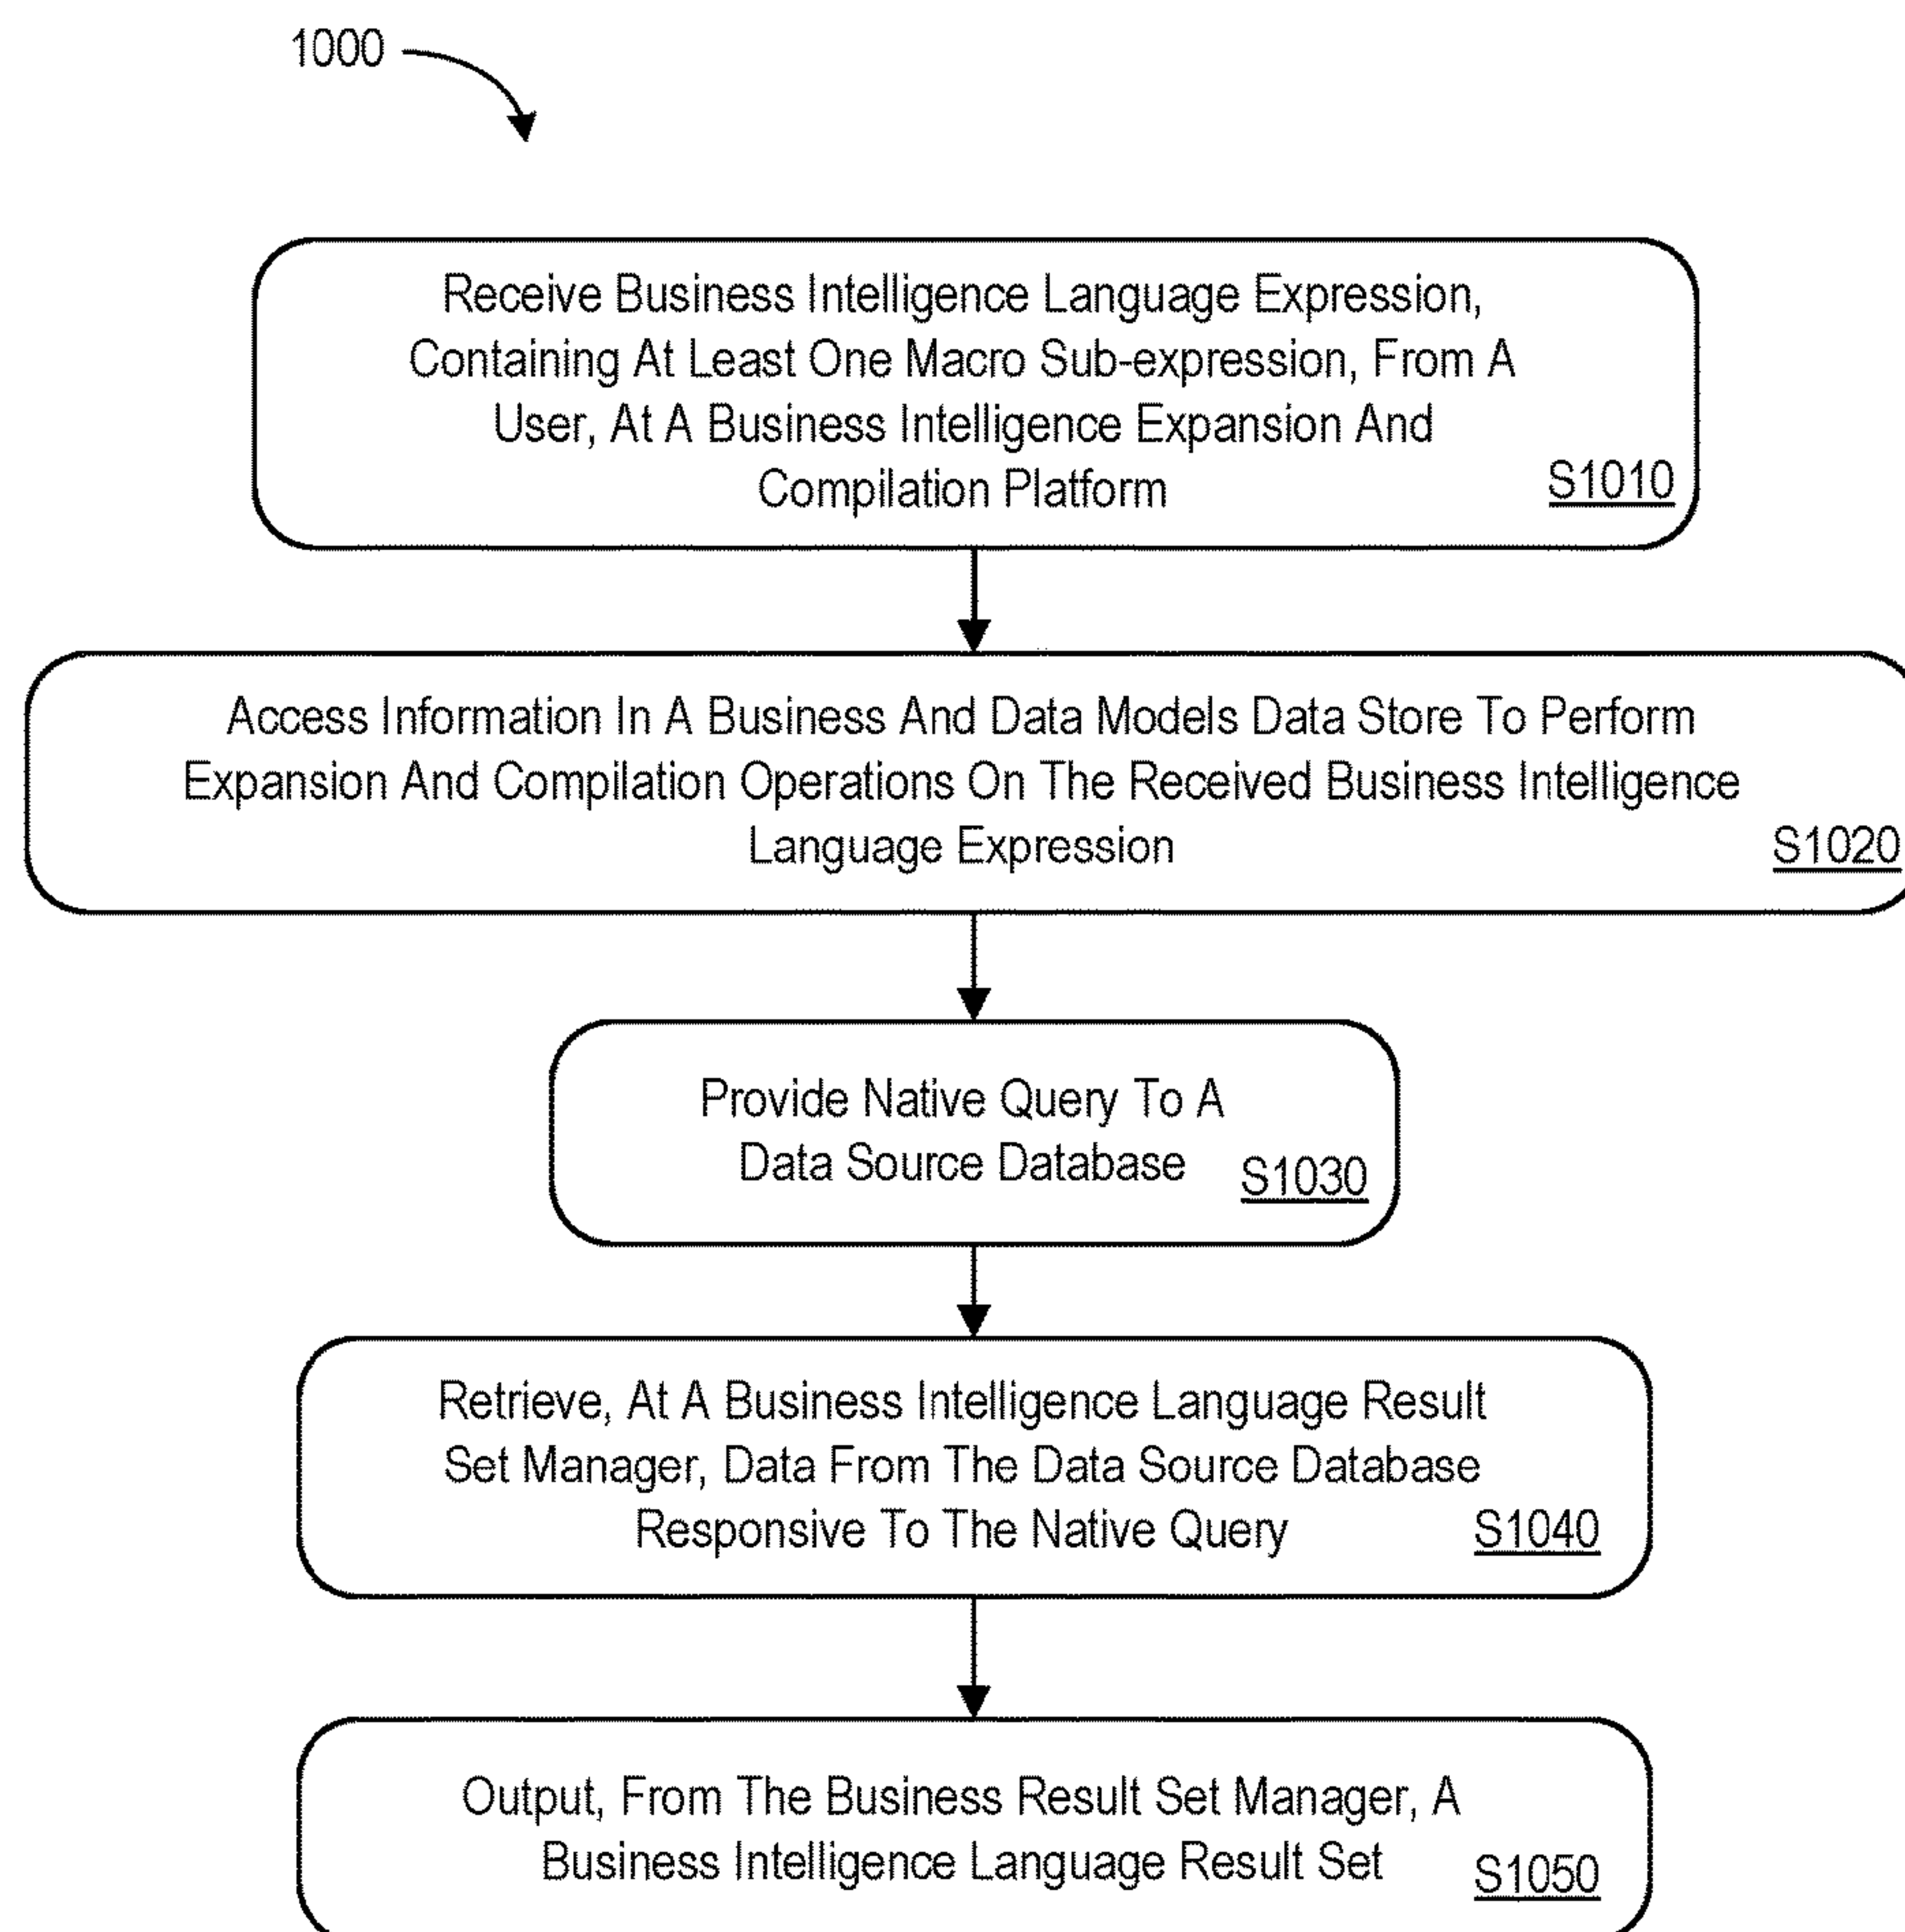 1000
Receive Business Intelligence Language Expression,
Containing At Least One Macro Sub-expression, From A
User, At A Business Intelligence Expansion And
Compilation Platform
S1010
Access Information In A Business And Data Models Data Store To Perform
Expansion And Compilation Operations On The Received Business Intelligence
Language Expression
S1020
Provide Native Query To A
Data Source Database
S1030
Retrieve, At A Business Intelligence Language Result
Set Manager, Data From The Data Source Database
Responsive To The Native Query
S1040
Output, From The Business Result Set Manager, A
Business Intelligence Language Result Set
S1050